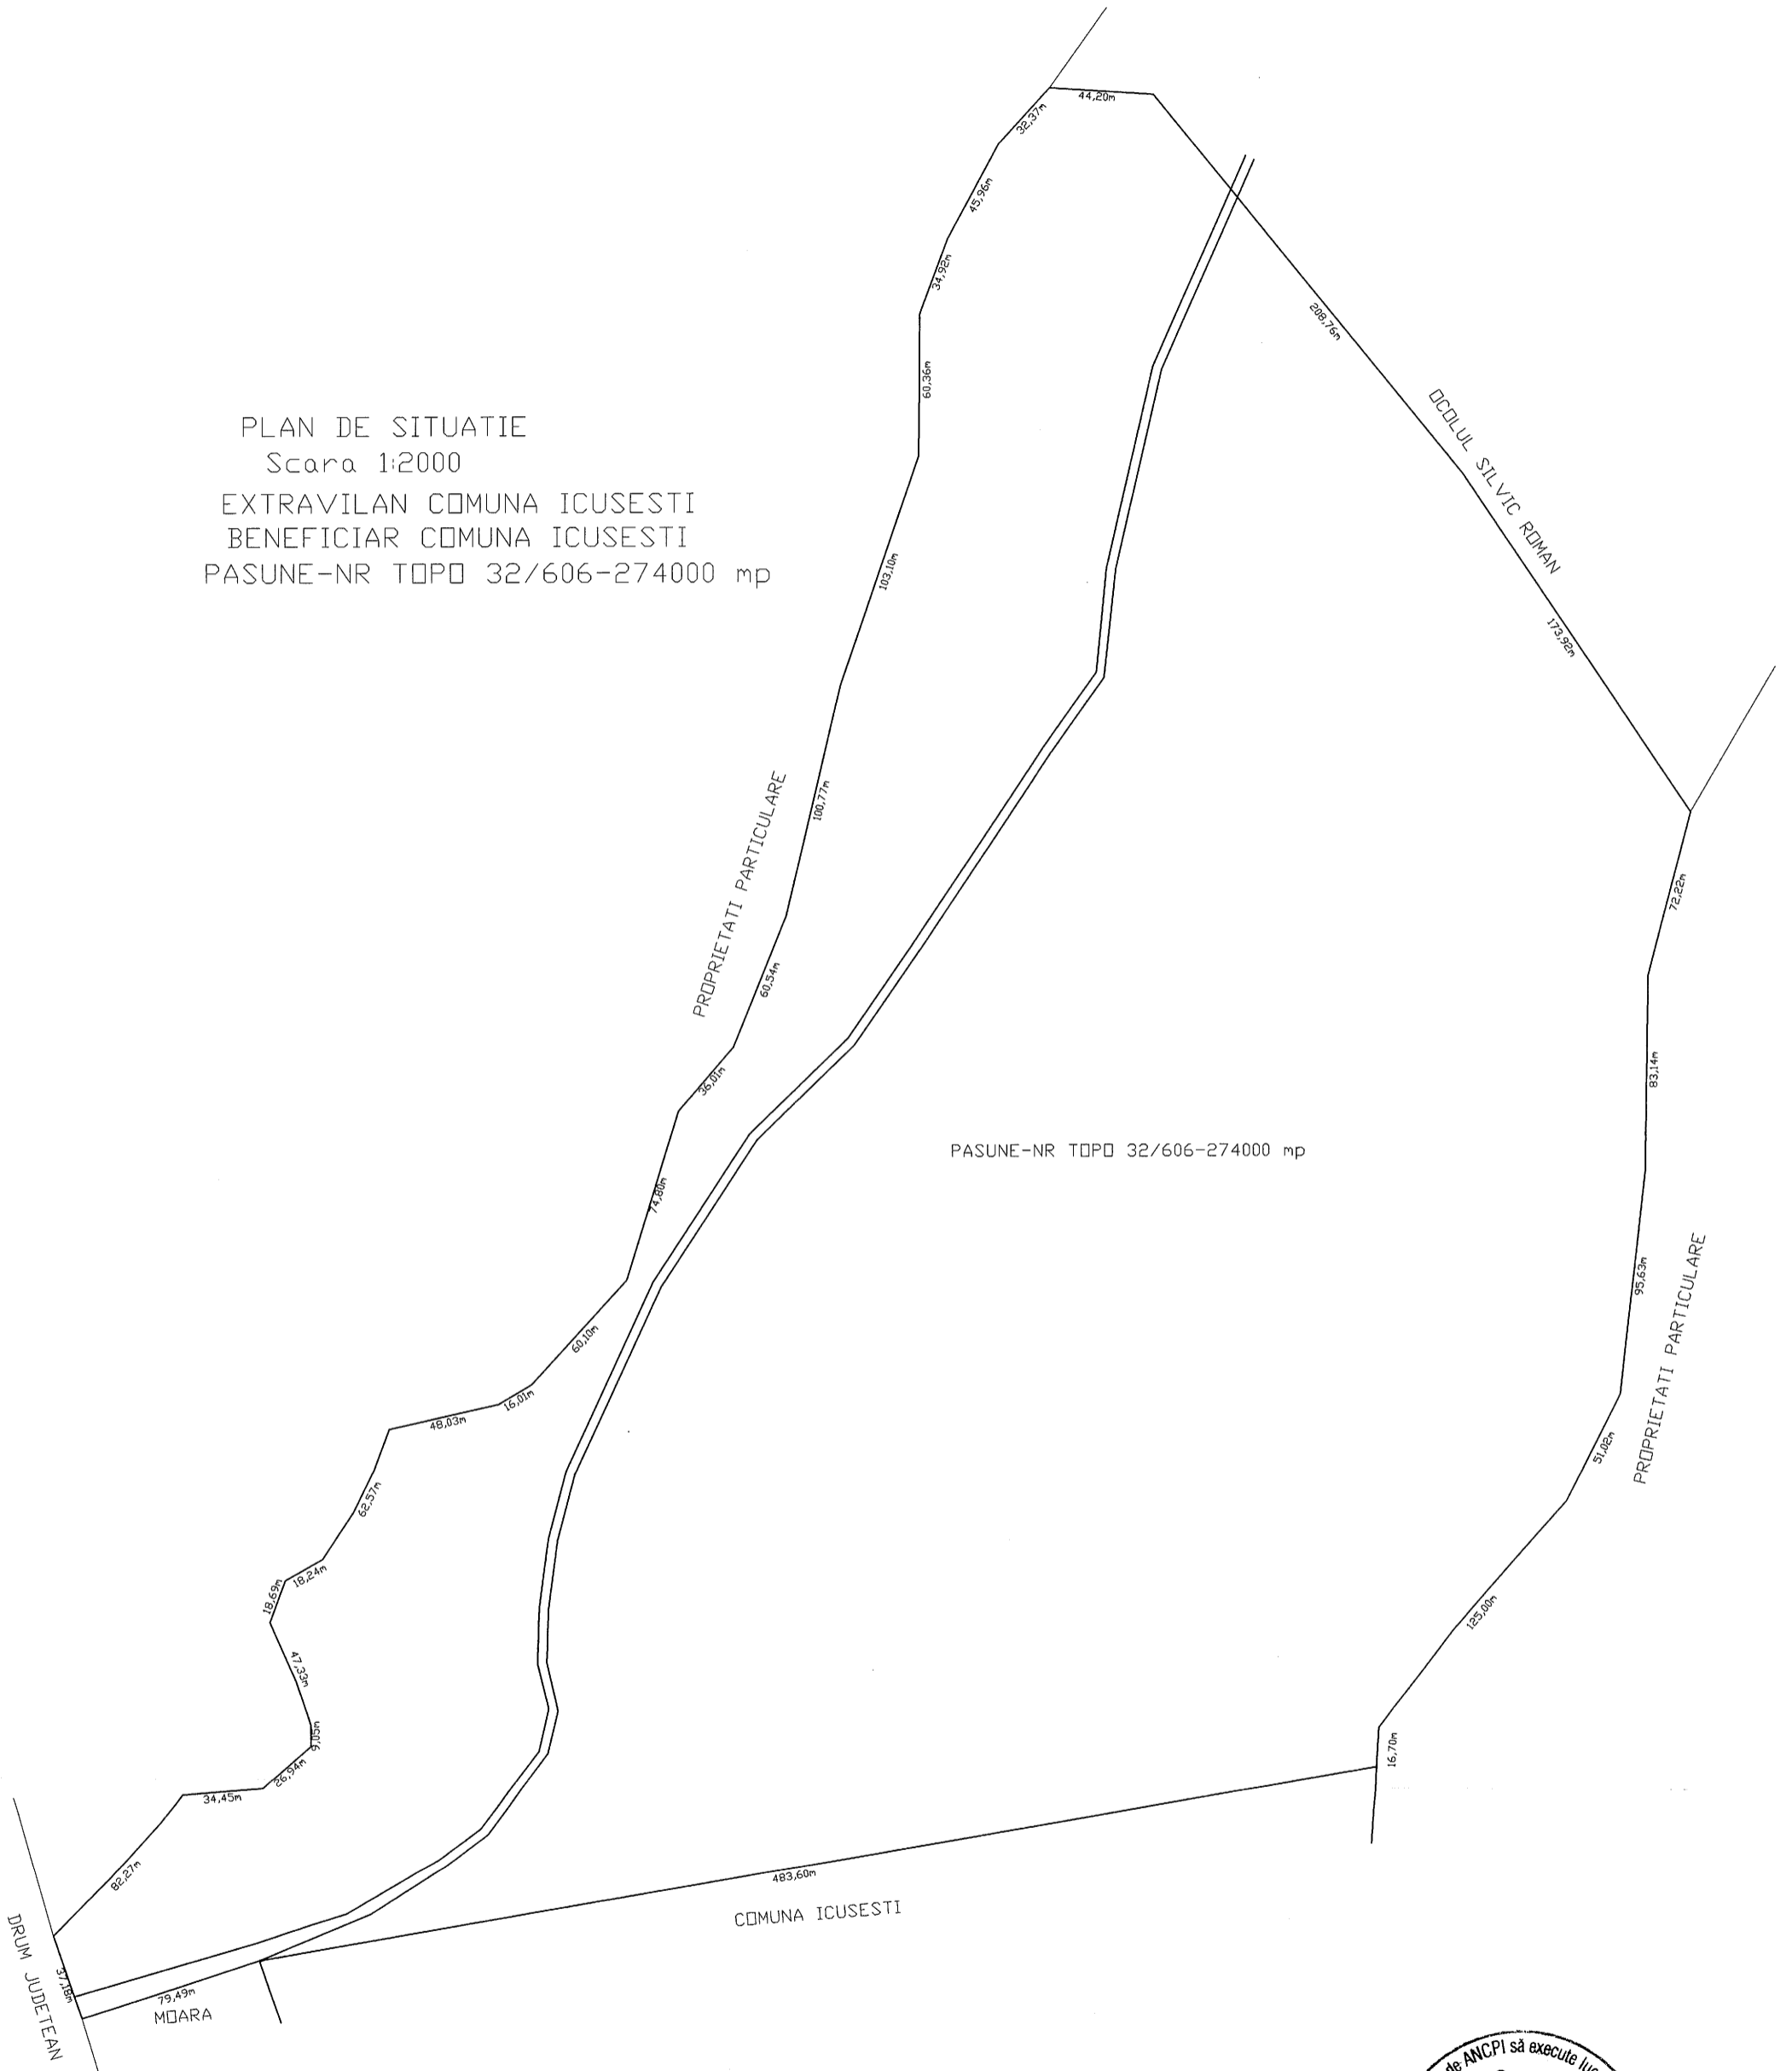 44,20m
32,37m
45,96m
34,92m
208,76m
60,36m
OCOLUL SILVIC ROMAN
PLAN DE SITUATIE
Scara 1:2000
EXTRAVILAN COMUNA ICUSESTI
BENEFICIAR COMUNA ICUSESTI
PASUNE-NR TOPO 32/606-274000 mp
103,10m
173,92m
100,77m
PROPRIETATI PARTICULARE
72,22m
60,54m
36,01m
83,14m
PASUNE-NR TOPO 32/606-274000 mp
74,80m
95,63m
PROPRIETATI PARTICULARE
60,10m
16,01m
48,03m
51,02m
62,57m
18,24m
18,69m
125,00m
47,33m
9,05m
16,70m
26,94m
34,45m
82,27m
483,60m
COMUNA ICUSESTI
DRUM JUDETEAN
37,18m
79,49m
MOARA
de ANCPI să execute